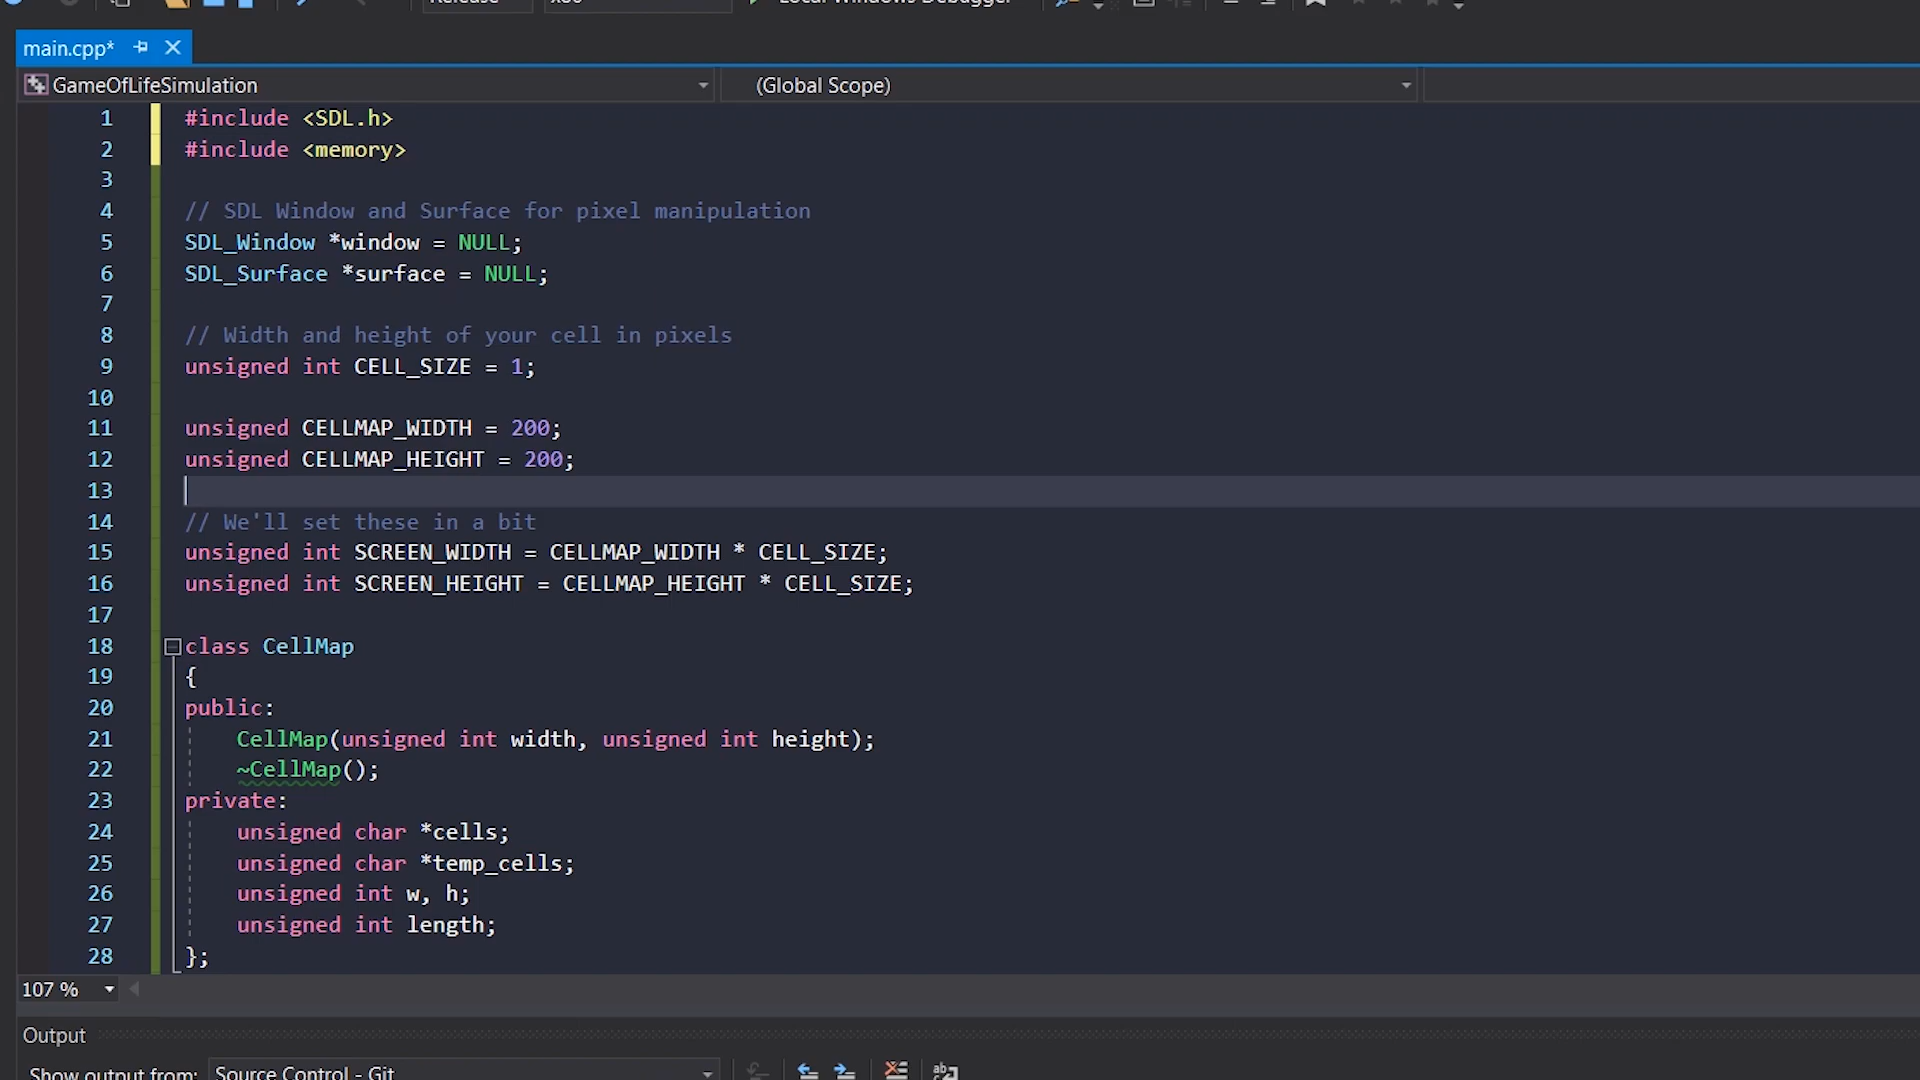 Release x86 Local Windows Debugger
main.cpp*
GameOfLifeSimulation (Global Scope)
1 #include <SDL.h>
2 #include <memory>
3
4 // SDL Window and Surface for pixel manipulation
5 SDL_Window *window = NULL;
6 SDL_Surface *surface = NULL;
7
8 // Width and height of your cell in pixels
9 unsigned int CELL_SIZE = 1;
10
11 unsigned CELLMAP_WIDTH = 200;
12 unsigned CELLMAP_HEIGHT = 200;
13
14 // We'll set these in a bit
15 unsigned int SCREEN_WIDTH = CELLMAP_WIDTH * CELL_SIZE;
16 unsigned int SCREEN_HEIGHT = CELLMAP_HEIGHT * CELL_SIZE;
17
18 class CellMap
19 {
20 public:
21 CellMap(unsigned int width, unsigned int height);
22 ~CellMap();
23 private:
24 unsigned char *cells;
25 unsigned char *temp_cells;
26 unsigned int w, h;
27 unsigned int length;
28 };
107 %
Output
Show output from: Source Control - Git